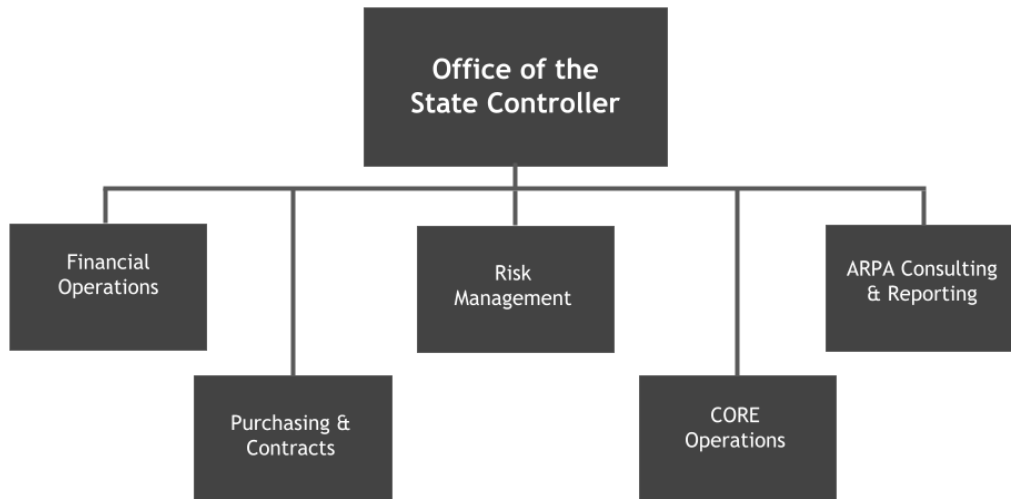 Office of the
State Controller
Financial
Operations
Risk
Management
ARPA Consulting
& Reporting
Purchasing &
Contracts
CORE
Operations